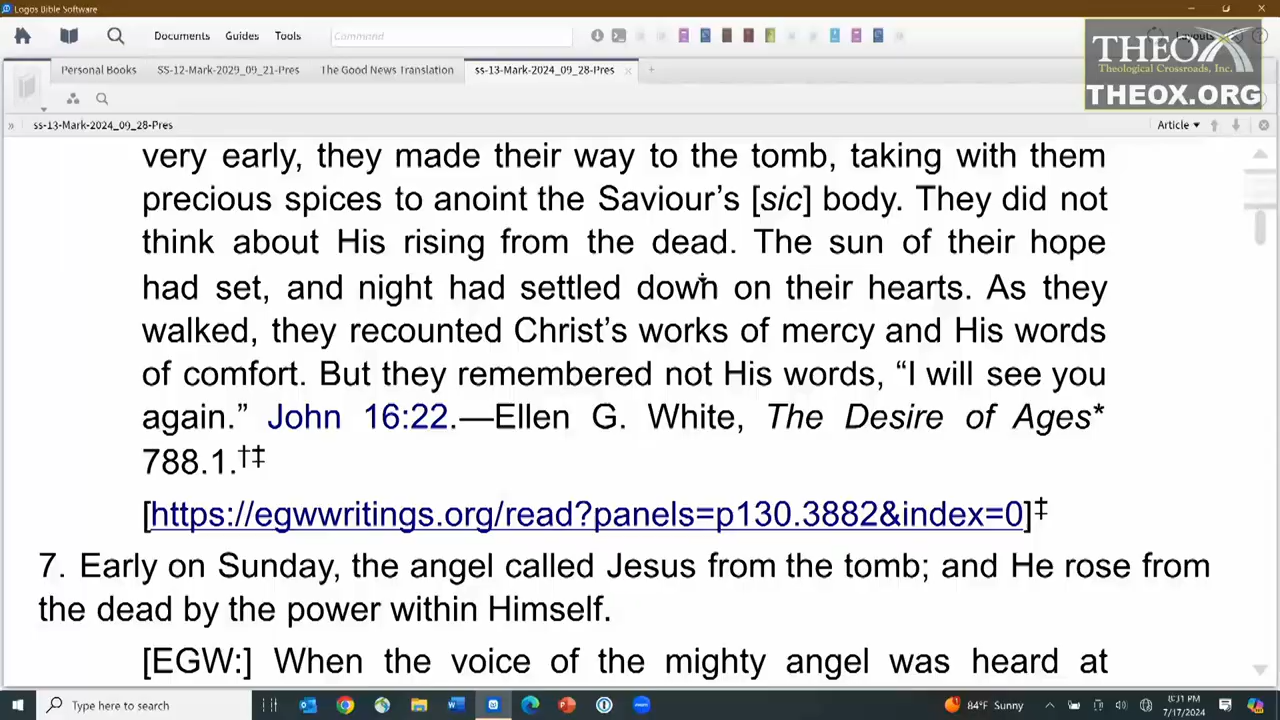 Logos Bible Software
Documents Guides Tools Command Layouts
THEOX
Theological Crossroads, Inc.
THEOX.ORG
Personal Books SS-12-Mark-2029_09_21-Pres The Good News Translation ss-13-Mark-2024_09_28-Pres
ss-13-Mark-2024_09_28-Pres Article
very early, they made their way to the tomb, taking with them
precious spices to anoint the Saviour's [sic] body. They did not
think about His rising from the dead. The sun of their hope
had set, and night had settled down on their hearts. As they
walked, they recounted Christ's works of mercy and His words
of comfort. But they remembered not His words, “I will see you
again.” John 16:22.—Ellen G. White, The Desire of Ages*
788.1.†‡
[https://egwwritings.org/read?panels=p130.3882&index=0]‡
7. Early on Sunday, the angel called Jesus from the tomb; and He rose from
the dead by the power within Himself.
[EGW:] When the voice of the mighty angel was heard at
Type here to search
84°F Sunny
8:31 PM
7/17/2024